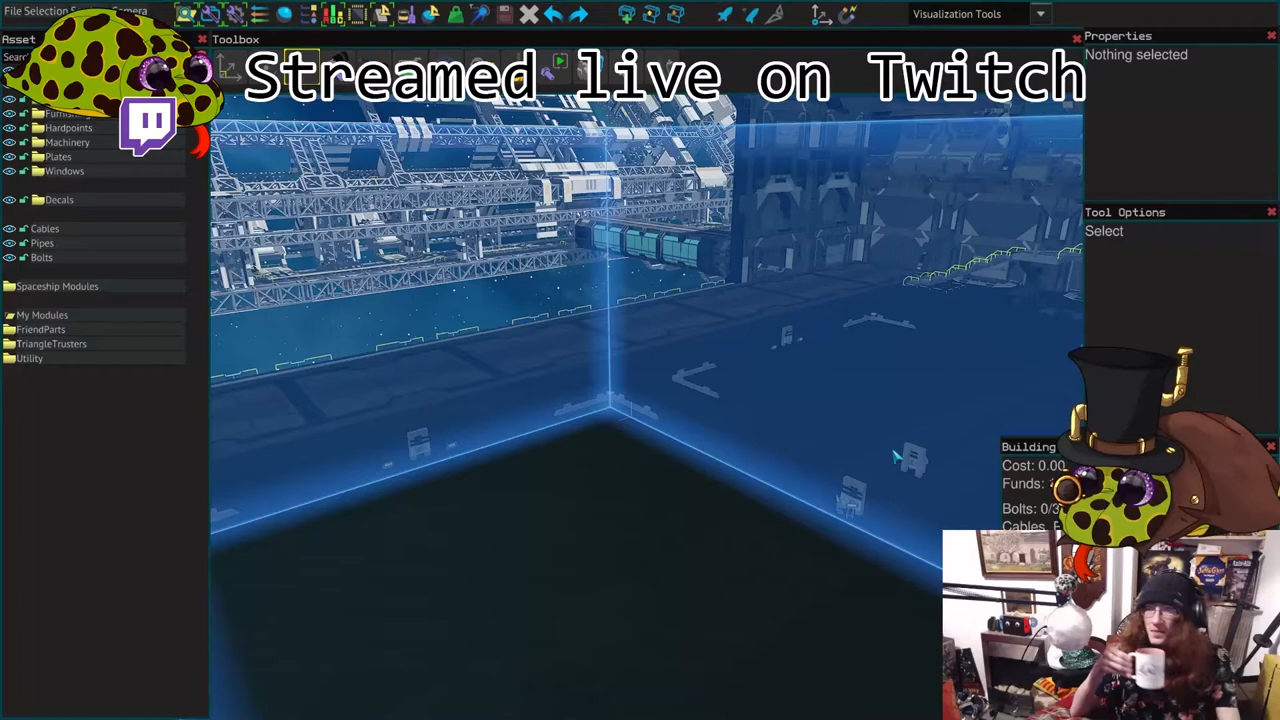 File Selection
Camera
Visualization Tools
Asset
Toolbox
Properties
Nothing selected
Streamed live on Twitch
Hardpoints
Machinery
Plates
Windows
Decals
Tool Options
Select
Cables
Pipes
Bolts
Spaceship Modules
My Modules
FriendParts
TriangleTrusters
Utility
Building
Cost: 0.00
Funds:
Bolts: 0/3